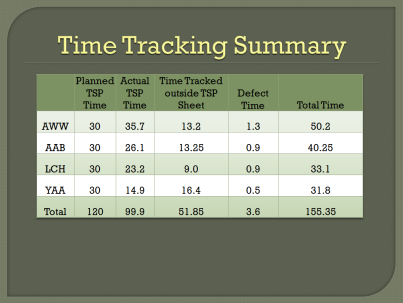 Time Tracking Summary
Planned TSP Time Actual TSP Time Time Tracked outside TSP Sheet Defect Time Total Time
AWW 30 35.7 13.2 1.3 50.2
AAB 30 26.1 13.25 0.9 40.25
LCH 30 23.2 9.0 0.9 33.1
YAA 30 14.9 16.4 0.5 31.8
Total 120 99.9 51.85 3.6 155.35